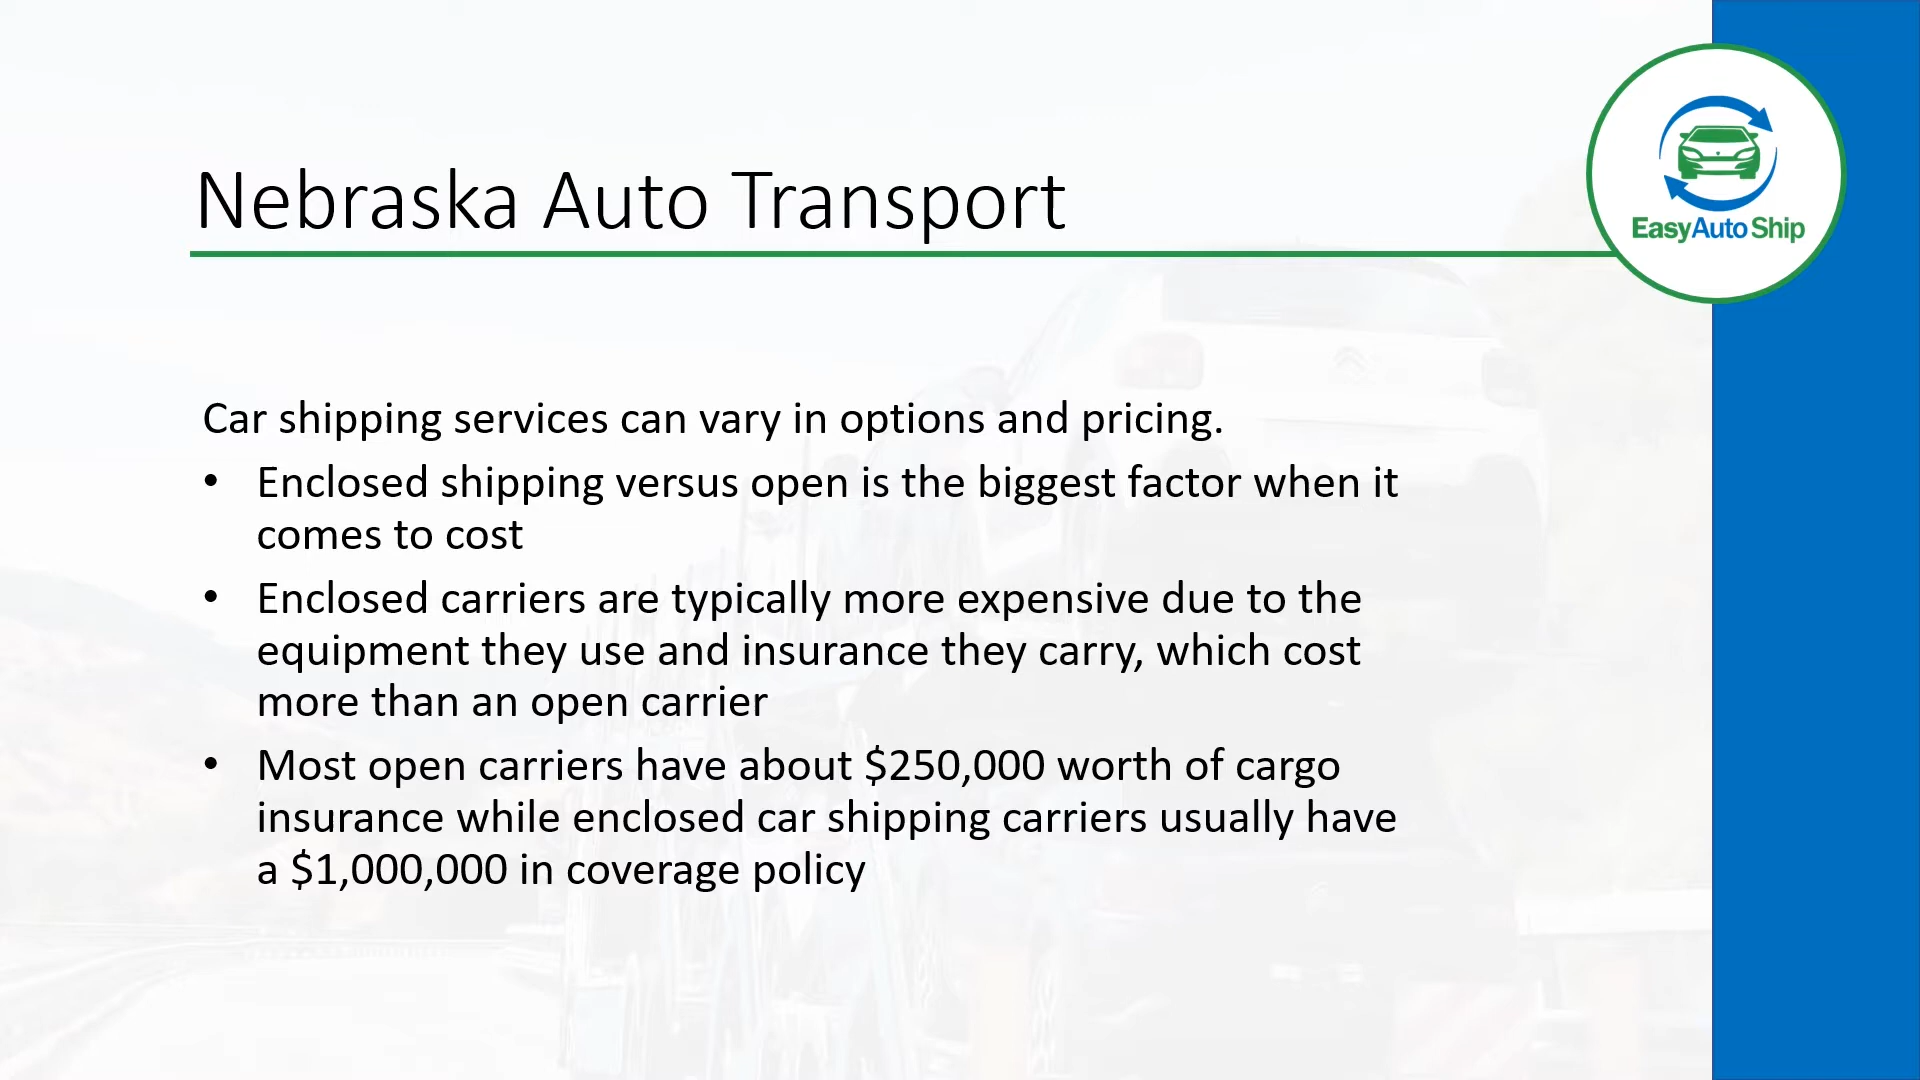 Nebraska Auto Transport
EasyAuto Ship
Car shipping services can vary in options and pricing.
• Enclosed shipping versus open is the biggest factor when it
comes to cost
• Enclosed carriers are typically more expensive due to the
equipment they use and insurance they carry, which cost
more than an open carrier
• Most open carriers have about $250,000 worth of cargo
insurance while enclosed car shipping carriers usually have
a $1,000,000 in coverage policy